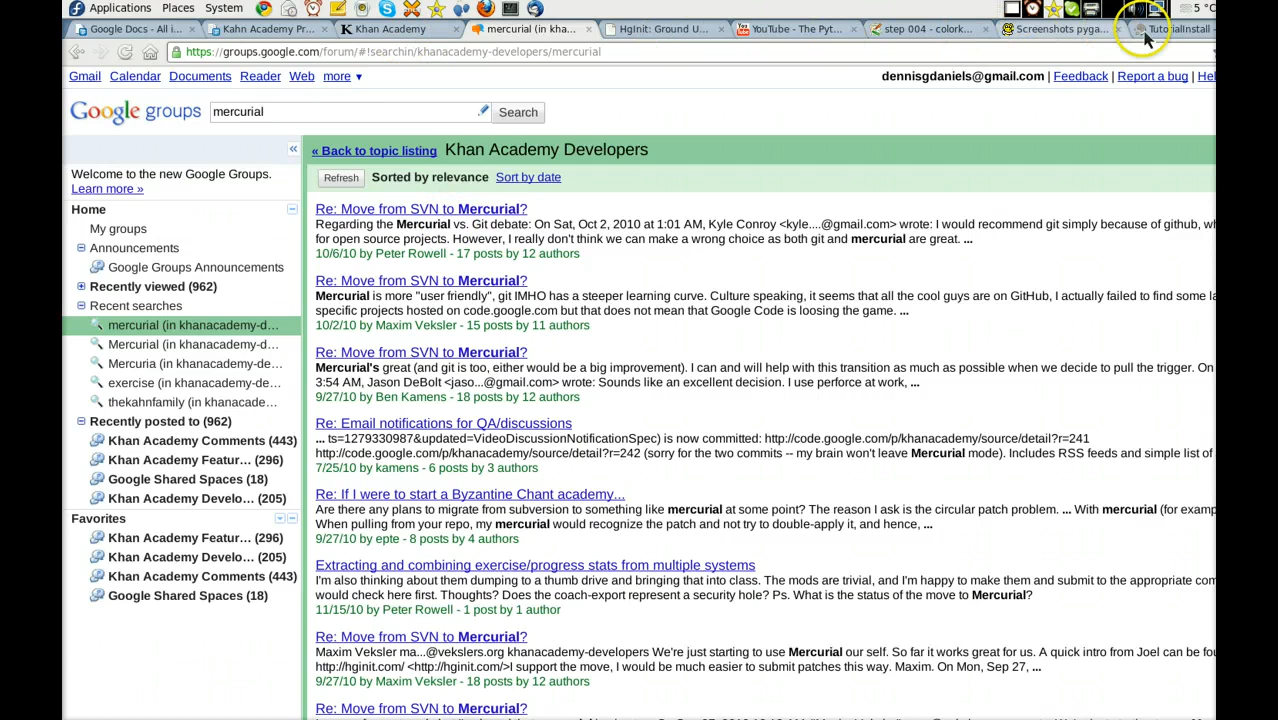 Applications Places System 5 °C
Google Docs - All i... Kahn Academy Pr... Khan Academy mercurial (in kha... HgInit: Ground U... YouTube - The Pyt... step 004 - colork... Screenshots pyga... TutorialInstall -
https://groups.google.com/forum/#!searchin/khanacademy-developers/mercurial
Gmail Calendar Documents Reader Web more ▼ dennisgdaniels@gmail.com | Feedback | Report a bug | Hel
Google groups mercurial Search
« « Back to topic listing Khan Academy Developers
Welcome to the new Google Groups.
Learn more »
Refresh Sorted by relevance Sort by date
Home
My groups
Announcements
Google Groups Announcements
Recently viewed (962)
Recent searches
mercurial (in khanacademy-d...
Mercurial (in khanacademy-d...
Mercuria (in khanacademy-de...
exercise (in khanacademy-de...
thekahnfamily (in khanacade...
Recently posted to (962)
Khan Academy Comments (443)
Khan Academy Featur... (296)
Google Shared Spaces (18)
Khan Academy Develo... (205)
Favorites
Khan Academy Featur... (296)
Khan Academy Develo... (205)
Khan Academy Comments (443)
Google Shared Spaces (18)
Re: Move from SVN to Mercurial?
Regarding the Mercurial vs. Git debate: On Sat, Oct 2, 2010 at 1:01 AM, Kyle Conroy <kyle....@gmail.com> wrote: I would recommend git simply because of github, wh
for open source projects. However, I really don't think we can make a wrong choice as both git and mercurial are great. ...
10/6/10 by Peter Rowell - 17 posts by 12 authors
Re: Move from SVN to Mercurial?
Mercurial is more "user friendly", git IMHO has a steeper learning curve. Culture speaking, it seems that all the cool guys are on GitHub, I actually failed to find some la
specific projects hosted on code.google.com but that does not mean that Google Code is loosing the game. ...
10/2/10 by Maxim Veksler - 15 posts by 11 authors
Re: Move from SVN to Mercurial?
Mercurial's great (and git is too, either would be a big improvement). I can and will help with this transition as much as possible when we decide to pull the trigger. On
3:54 AM, Jason DeBolt <jaso...@gmail.com> wrote: Sounds like an excellent decision. I use perforce at work, ...
9/27/10 by Ben Kamens - 18 posts by 12 authors
Re: Email notifications for QA/discussions
... ts=1279330987&updated=VideoDiscussionNotificationSpec) is now committed: http://code.google.com/p/khanacademy/source/detail?r=241
http://code.google.com/p/khanacademy/source/detail?r=242 (sorry for the two commits -- my brain won't leave Mercurial mode). Includes RSS feeds and simple list of
7/25/10 by kamens - 6 posts by 3 authors
Re: If I were to start a Byzantine Chant academy...
Are there any plans to migrate from subversion to something like mercurial at some point? The reason I ask is the circular patch problem. ... With mercurial (for examp
When pulling from your repo, my mercurial would recognize the patch and not try to double-apply it, and hence, ...
9/27/10 by epte - 8 posts by 4 authors
Extracting and combining exercise/progress stats from multiple systems
I'm also thinking about them dumping to a thumb drive and bringing that into class. The mods are trivial, and I'm happy to make them and submit to the appropriate com
would check here first. Thoughts? Does the coach-export represent a security hole? Ps. What is the status of the move to Mercurial?
11/15/10 by Peter Rowell - 1 post by 1 author
Re: Move from SVN to Mercurial?
Maxim Veksler ma...@vekslers.org khanacademy-developers We're just starting to use Mercurial our self. So far it works great for us. A quick intro from Joel can be fou
http://hginit.com/ <http://hginit.com/>I support the move, I would be much easier to submit patches this way. Maxim. On Mon, Sep 27, ...
9/27/10 by Maxim Veksler - 18 posts by 12 authors
Re: Move from SVN to Mercurial?